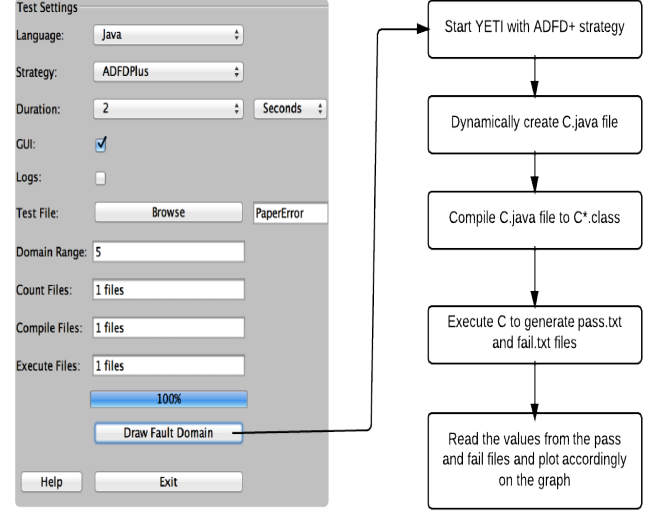 Test Settings
Language: Java
Strategy: ADFDPlus
Duration: 2 Seconds
GUI:
Logs:
Test File: Browse PaperError
Domain Range: 5
Count Files: 1 files
Compile Files: 1 files
Execute Files: 1 files
100%
Draw Fault Domain
Help Exit
Start YETI with ADFD+ strategy
Dynamically create C.java file
Compile C.java file to C*.class
Execute C to generate pass.txt
and fail.txt files
Read the values from the pass
and fail files and plot accordingly
on the graph